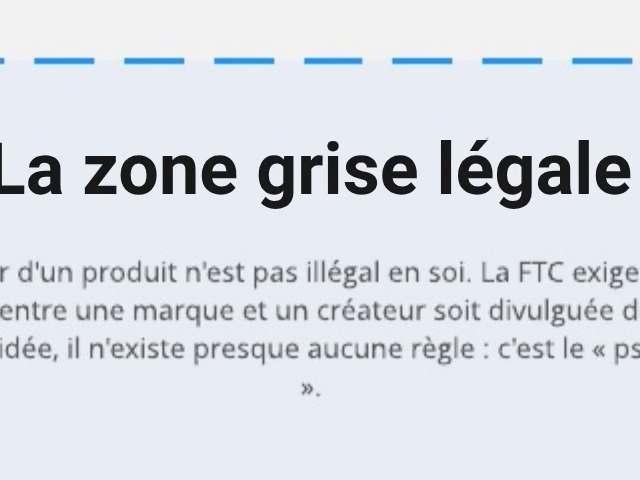 La zone grise légale
r d'un produit n'est pas illégal en soi. La FTC exige
entre une marque et un créateur soit divulguée d
idée, il n'existe presque aucune règle : c'est le « ps
».